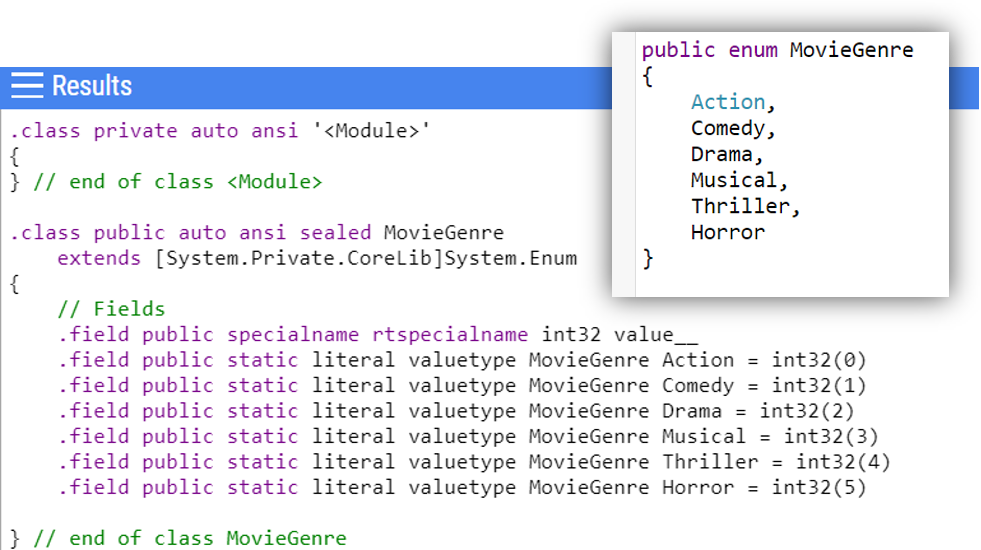 Results
.class private auto ansi '<Module>'
{
} // end of class <Module>
.class public auto ansi sealed MovieGenre
extends [System.Private.CoreLib]System.Enum
{
// Fields
.field public specialname rtspecialname int32 value__
.field public static literal valuetype MovieGenre Action = int32(0)
.field public static literal valuetype MovieGenre Comedy = int32(1)
.field public static literal valuetype MovieGenre Drama = int32(2)
.field public static literal valuetype MovieGenre Musical = int32(3)
.field public static literal valuetype MovieGenre Thriller = int32(4)
.field public static literal valuetype MovieGenre Horror = int32(5)
} // end of class MovieGenre
public enum MovieGenre
{
Action,
Comedy,
Drama,
Musical,
Thriller,
Horror
}